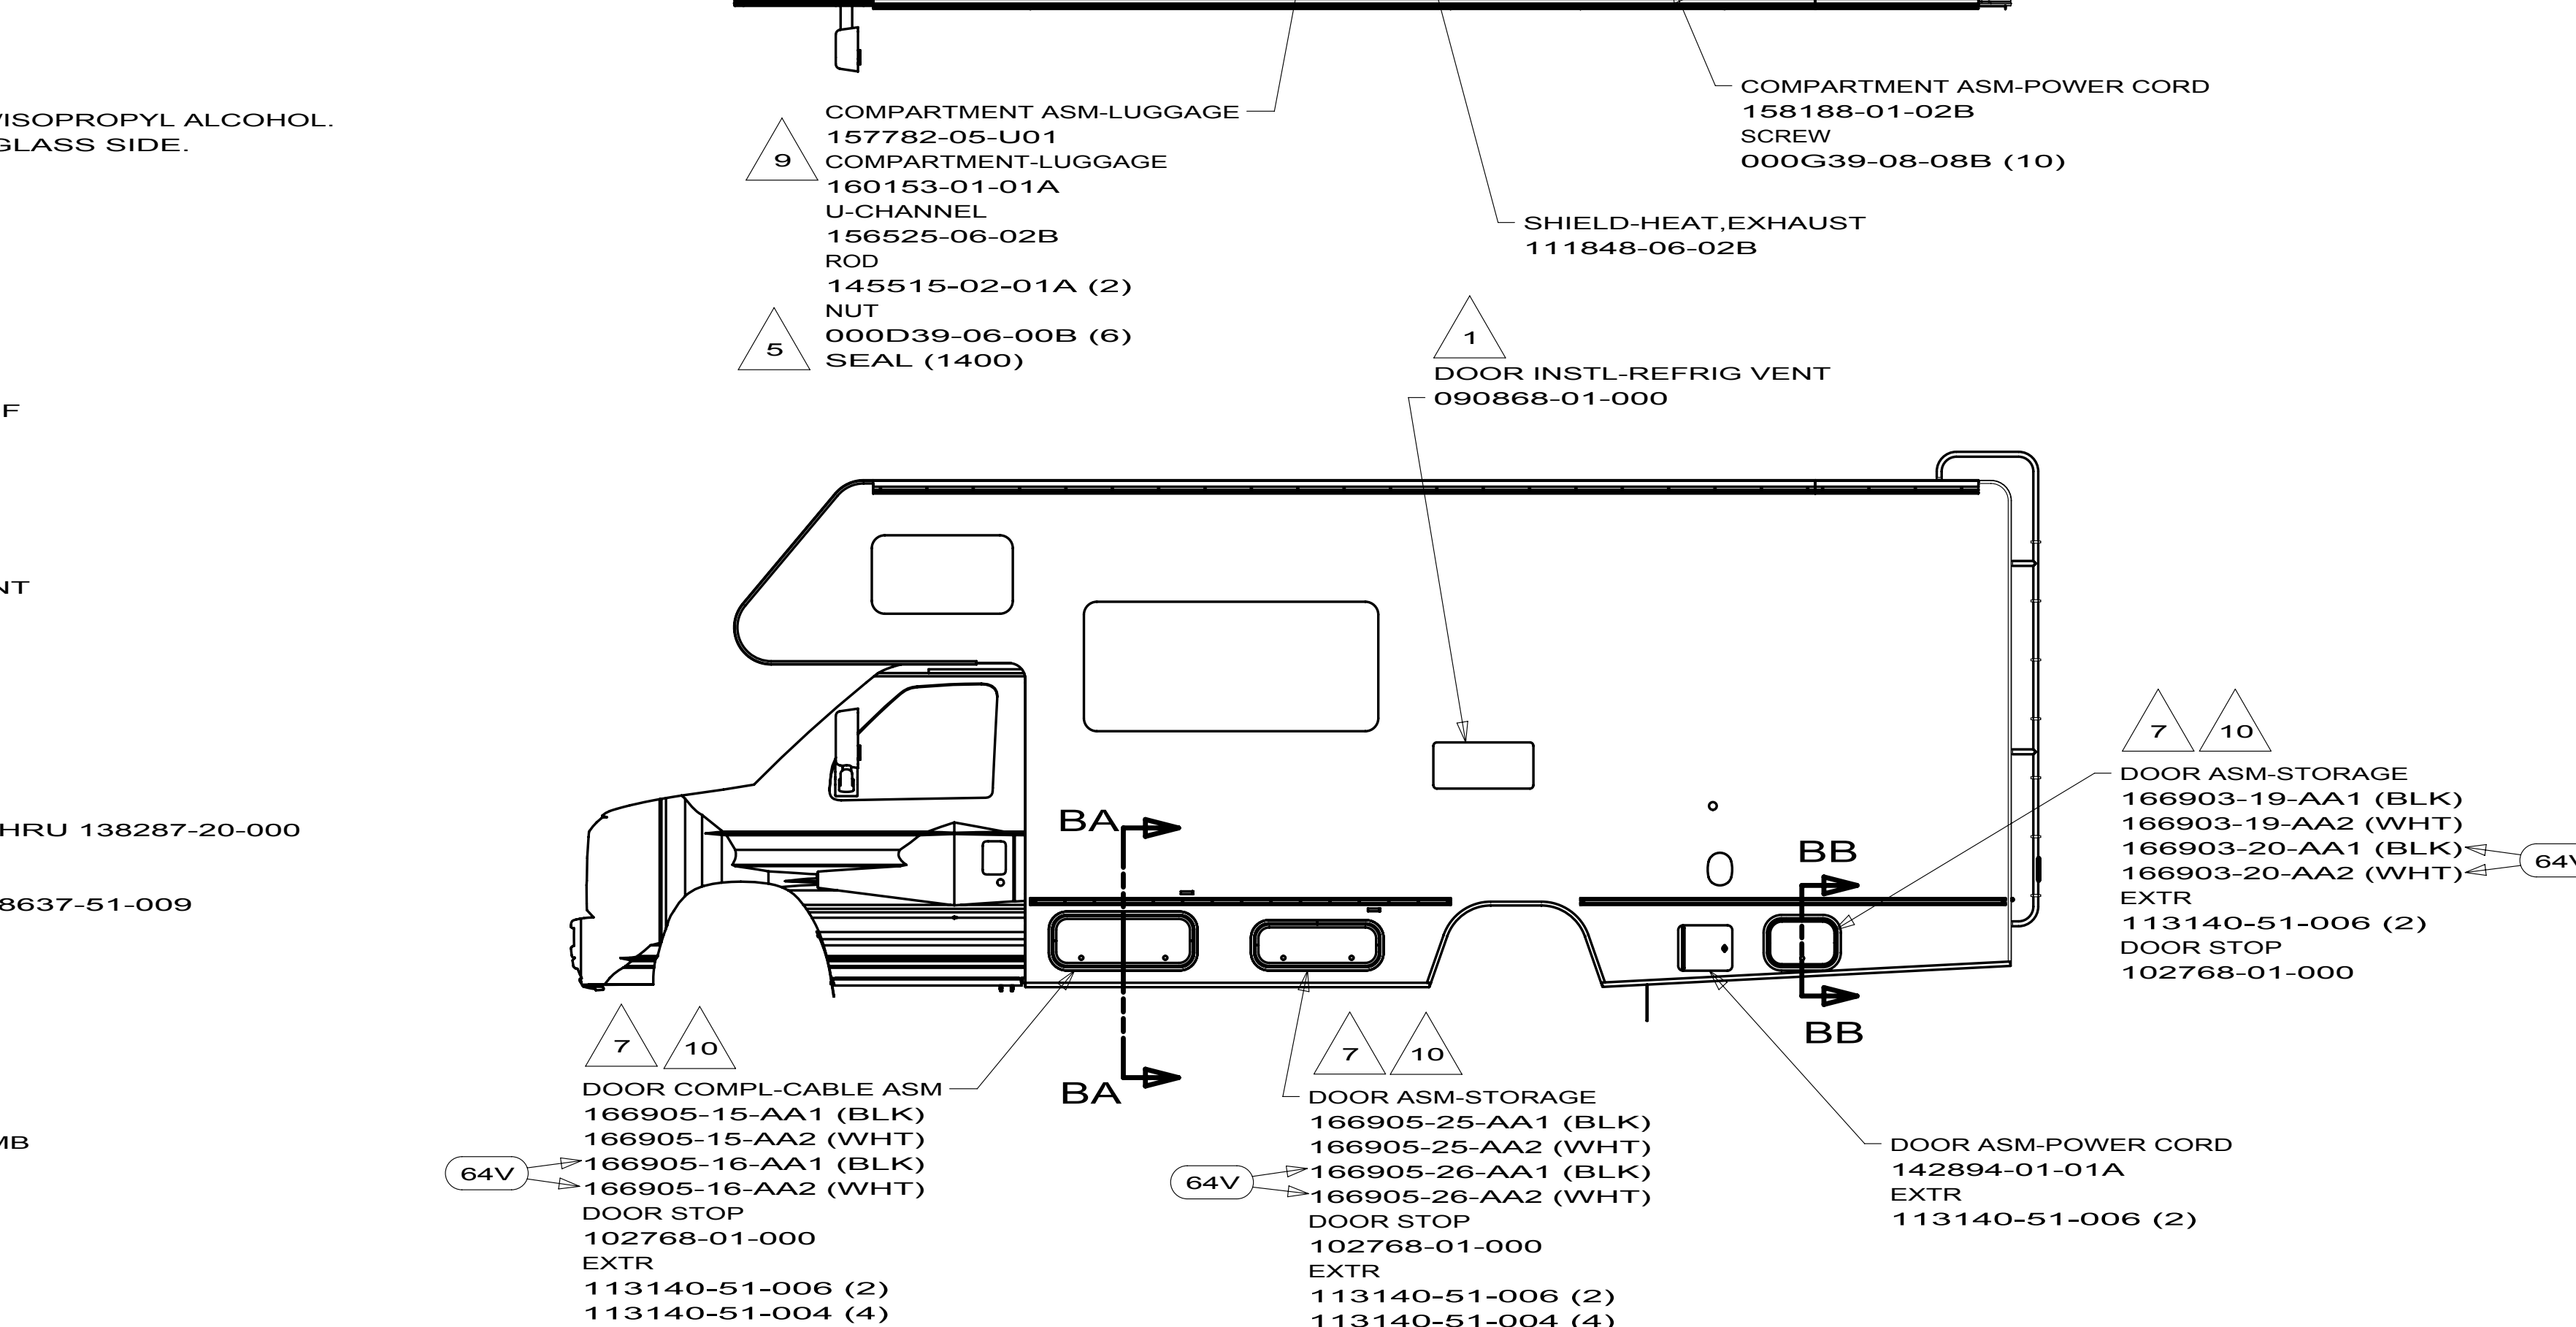 /ISOPROPYL ALCOHOL.
GLASS SIDE.
F
NT
HRU 138287-20-000
8637-51-009
MB
9
COMPARTMENT ASM-LUGGAGE
157782-05-U01
COMPARTMENT-LUGGAGE
160153-01-01A
U-CHANNEL
156525-06-02B
ROD
145515-02-01A (2)
NUT
000D39-06-00B (6)
5
SEAL (1400)
COMPARTMENT ASM-POWER CORD
158188-01-02B
SCREW
000G39-08-08B (10)
SHIELD-HEAT,EXHAUST
111848-06-02B
1
DOOR INSTL-REFRIG VENT
090868-01-000
BA
BA
BB
BB
7 10
DOOR ASM-STORAGE
166903-19-AA1 (BLK)
166903-19-AA2 (WHT)
166903-20-AA1 (BLK)
166903-20-AA2 (WHT)
64V
EXTR
113140-51-006 (2)
DOOR STOP
102768-01-000
7 10
DOOR COMPL-CABLE ASM
166905-15-AA1 (BLK)
166905-15-AA2 (WHT)
64V
166905-16-AA1 (BLK)
166905-16-AA2 (WHT)
DOOR STOP
102768-01-000
EXTR
113140-51-006 (2)
113140-51-004 (4)
7 10
DOOR ASM-STORAGE
166905-25-AA1 (BLK)
166905-25-AA2 (WHT)
64V
166905-26-AA1 (BLK)
166905-26-AA2 (WHT)
DOOR STOP
102768-01-000
EXTR
113140-51-006 (2)
113140-51-004 (4)
DOOR ASM-POWER CORD
142894-01-01A
EXTR
113140-51-006 (2)